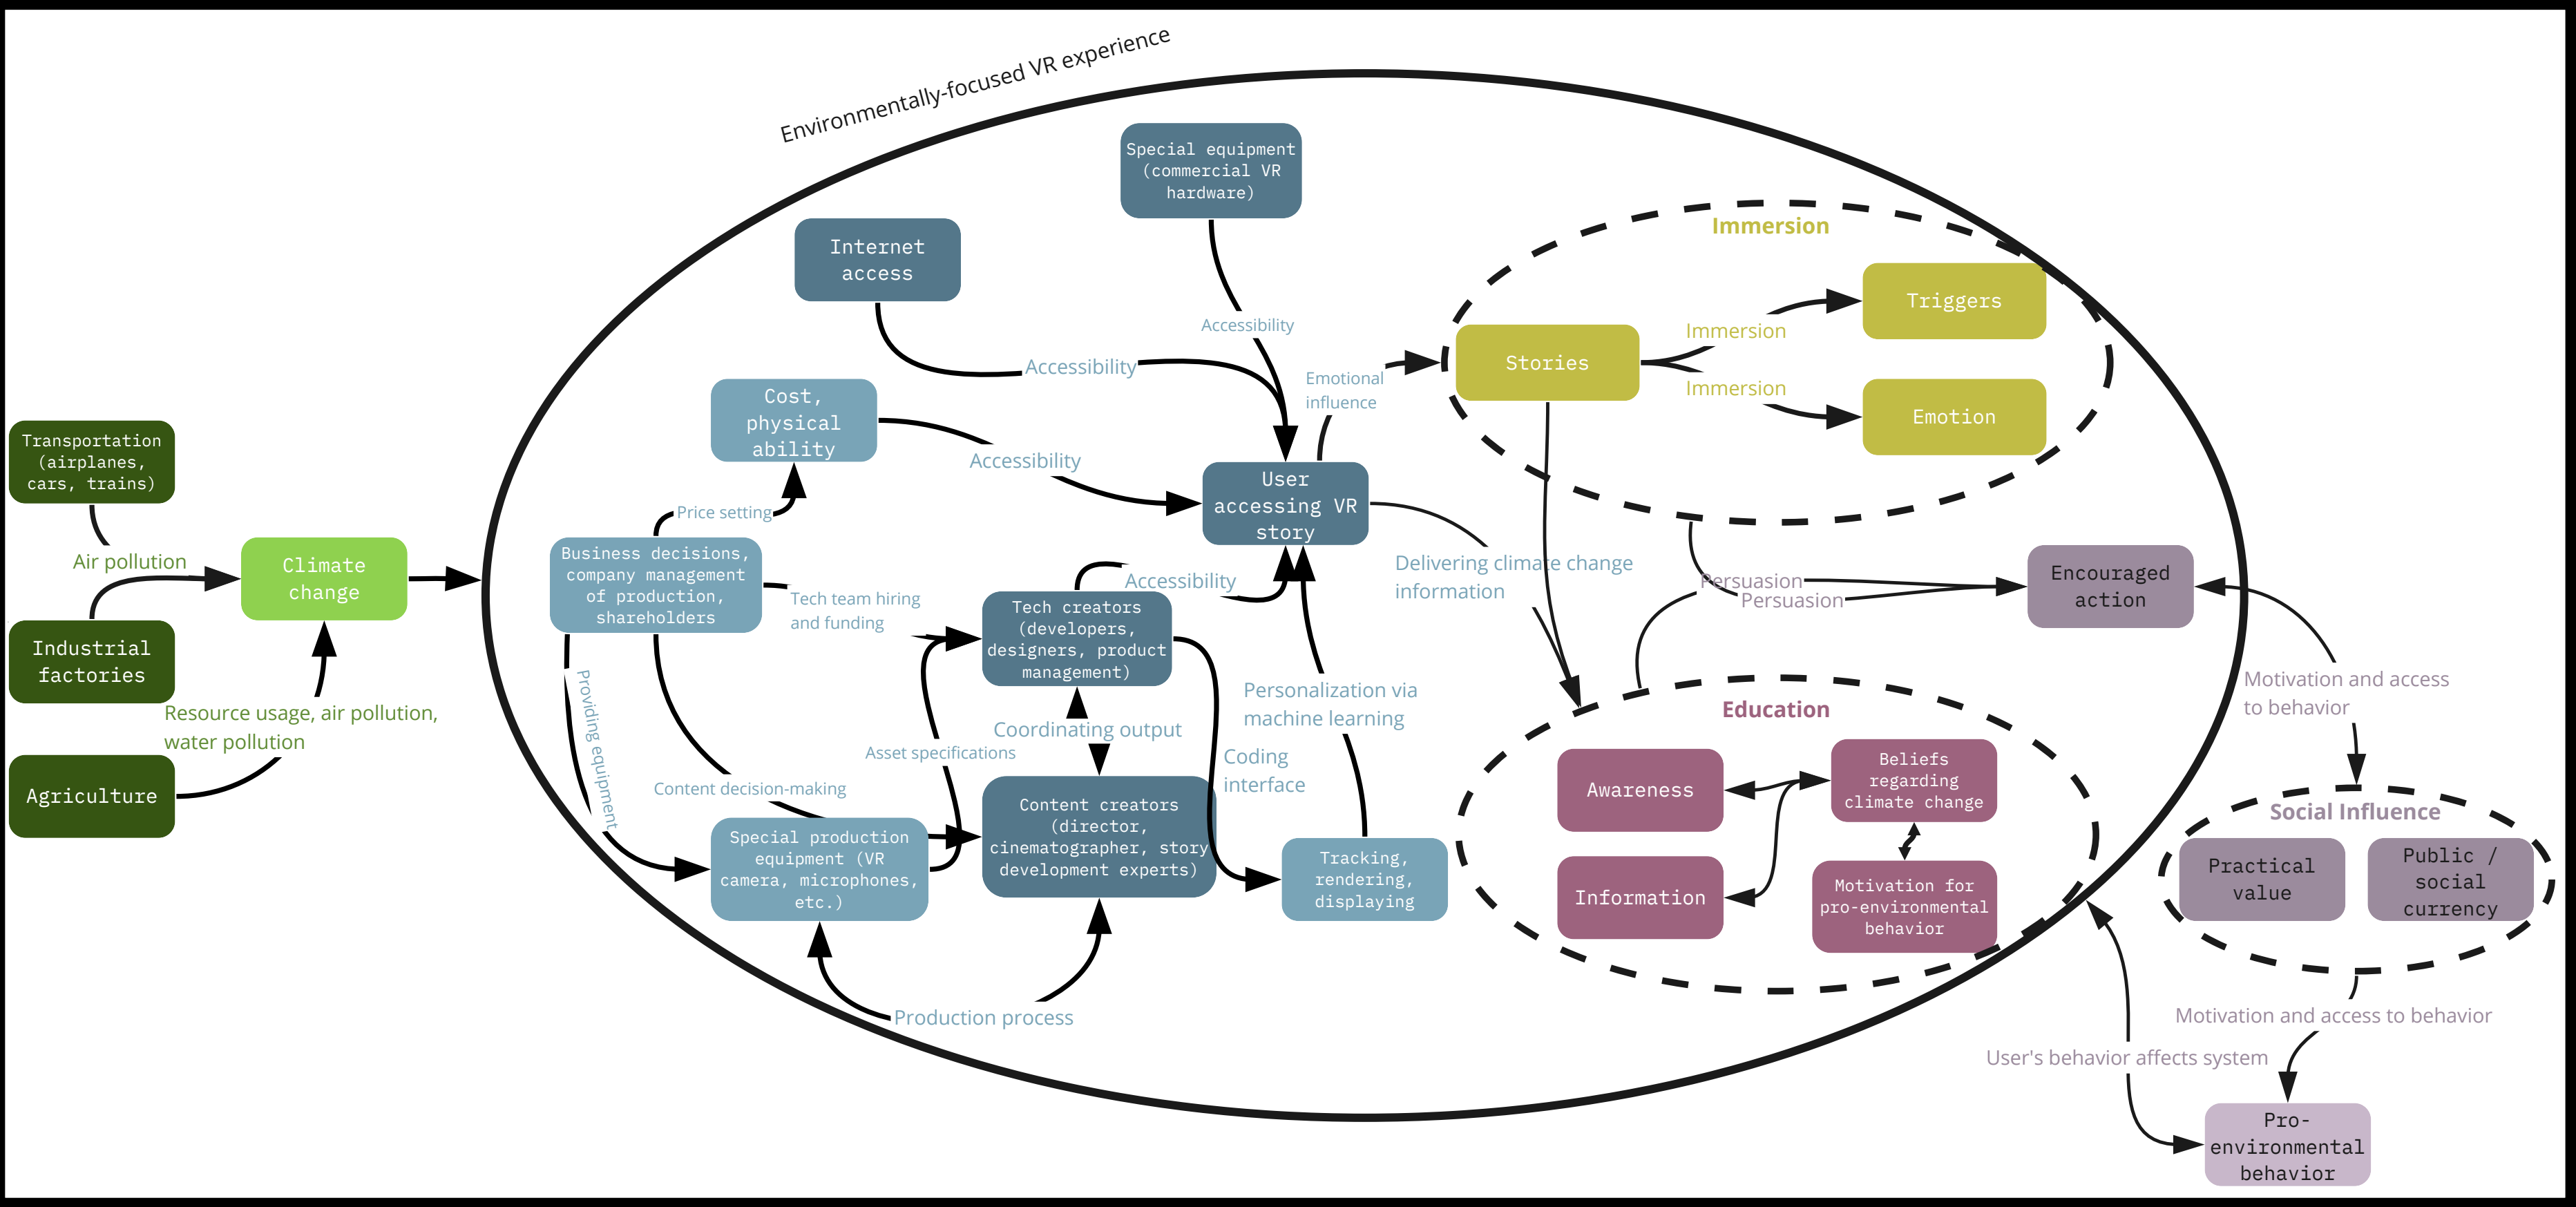 Environmentally-focused VR experience
Special equipment
(commercial VR
hardware)
Internet
access
Accessibility
Accessibility
Cost,
physical
ability
Accessibility
Emotional
influence
Immersion
Stories
Immersion
Immersion
Triggers
Emotion
Transportation
(airplanes,
cars, trains)
Air pollution
Industrial
factories
Climate
change
Resource usage, air pollution,
water pollution
Agriculture
Price setting
Business decisions,
company management
of production,
shareholders
Tech team hiring
and funding
User
accessing VR
story
Accessibility
Tech creators
(developers,
designers, product
management)
Delivering climate change
information
Persuasion
Persuasion
Encouraged
action
Providing equipment
Content decision-making
Asset specifications
Coordinating output
Personalization via
machine learning
Coding
interface
Special production
equipment (VR
camera, microphones,
etc.)
Content creators
(director,
cinematographer, story
development experts)
Tracking,
rendering,
displaying
Production process
Education
Awareness
Beliefs
regarding
climate change
Information
Motivation for
pro-environmental
behavior
Motivation and access
to behavior
Social Influence
Practical
value
Public /
social
currency
Motivation and access to behavior
User's behavior affects system
Pro-
environmental
behavior